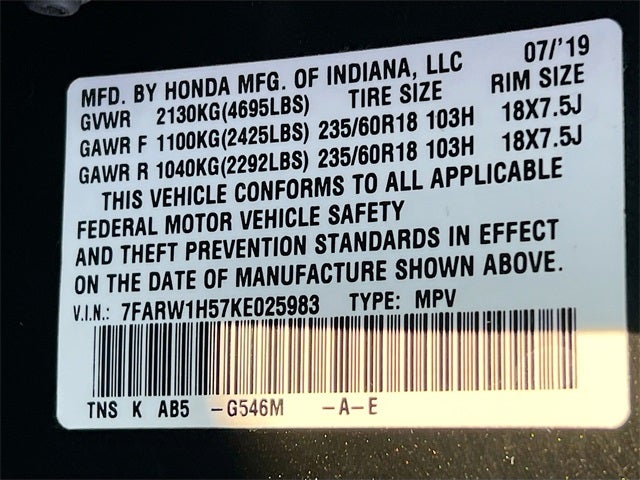 MFD. BY HONDA MFG. OF INDIANA, LLC 07/'19
GVWR 2130KG(4695LBS) TIRE SIZE RIM SIZE
GAWR F 1100KG(2425LBS) 235/60R18 103H 18X7.5J
GAWR R 1040KG(2292LBS) 235/60R18 103H 18X7.5J
THIS VEHICLE CONFORMS TO ALL APPLICABLE
FEDERAL MOTOR VEHICLE SAFETY
AND THEFT PREVENTION STANDARDS IN EFFECT
ON THE DATE OF MANUFACTURE SHOWN ABOVE.
V.I.N.: 7FARW1H57KE025983 TYPE: MPV
TNS K AB5 -G546M -A-E